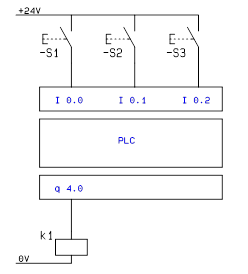 +24V
-S1 -S2 -S3
I 0.0 I 0.1 I 0.2
PLC
q 4.0
k1
0V